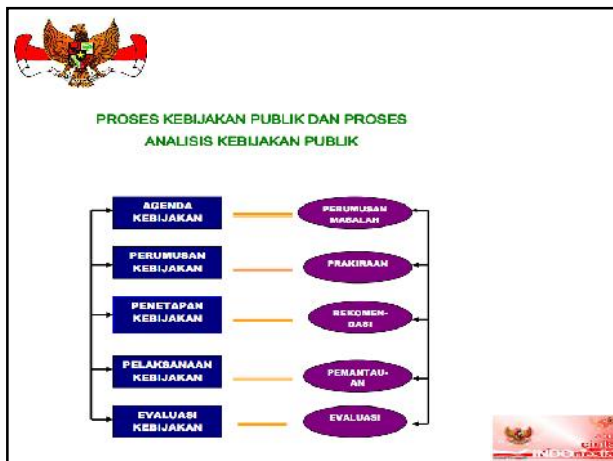 PROSES KEBIJAKAN PUBLIK DAN PROSES
ANALISIS KEBIJAKAN PUBLIK
AGENDA
KEBIJAKAN
PERUMUSAN
MASALAH
PERUMUSAN
KEBIJAKAN
PRAKIRAAN
PENETAPAN
KEBIJAKAN
REKOMEN-
DASI
PELAKSANAAN
KEBIJAKAN
PEMANTAU-
AN
EVALUASI
KEBIJAKAN
EVALUASI